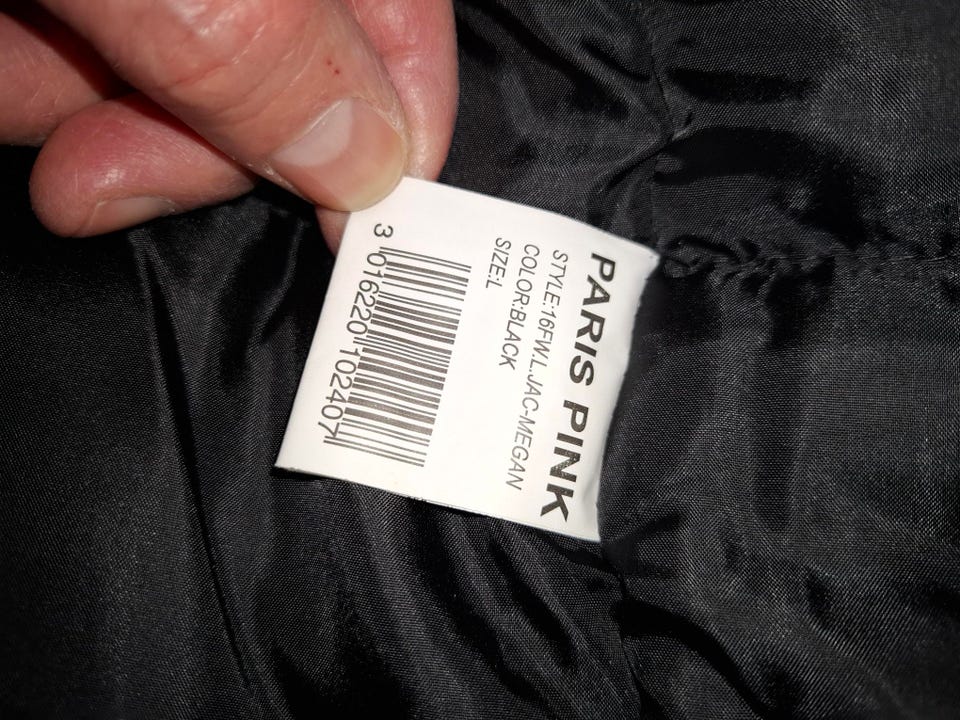 PARIS PINK
STYLE:16FW.L.JAC-MEGAN
COLOR:BLACK
SIZE:L
3 016220 102407